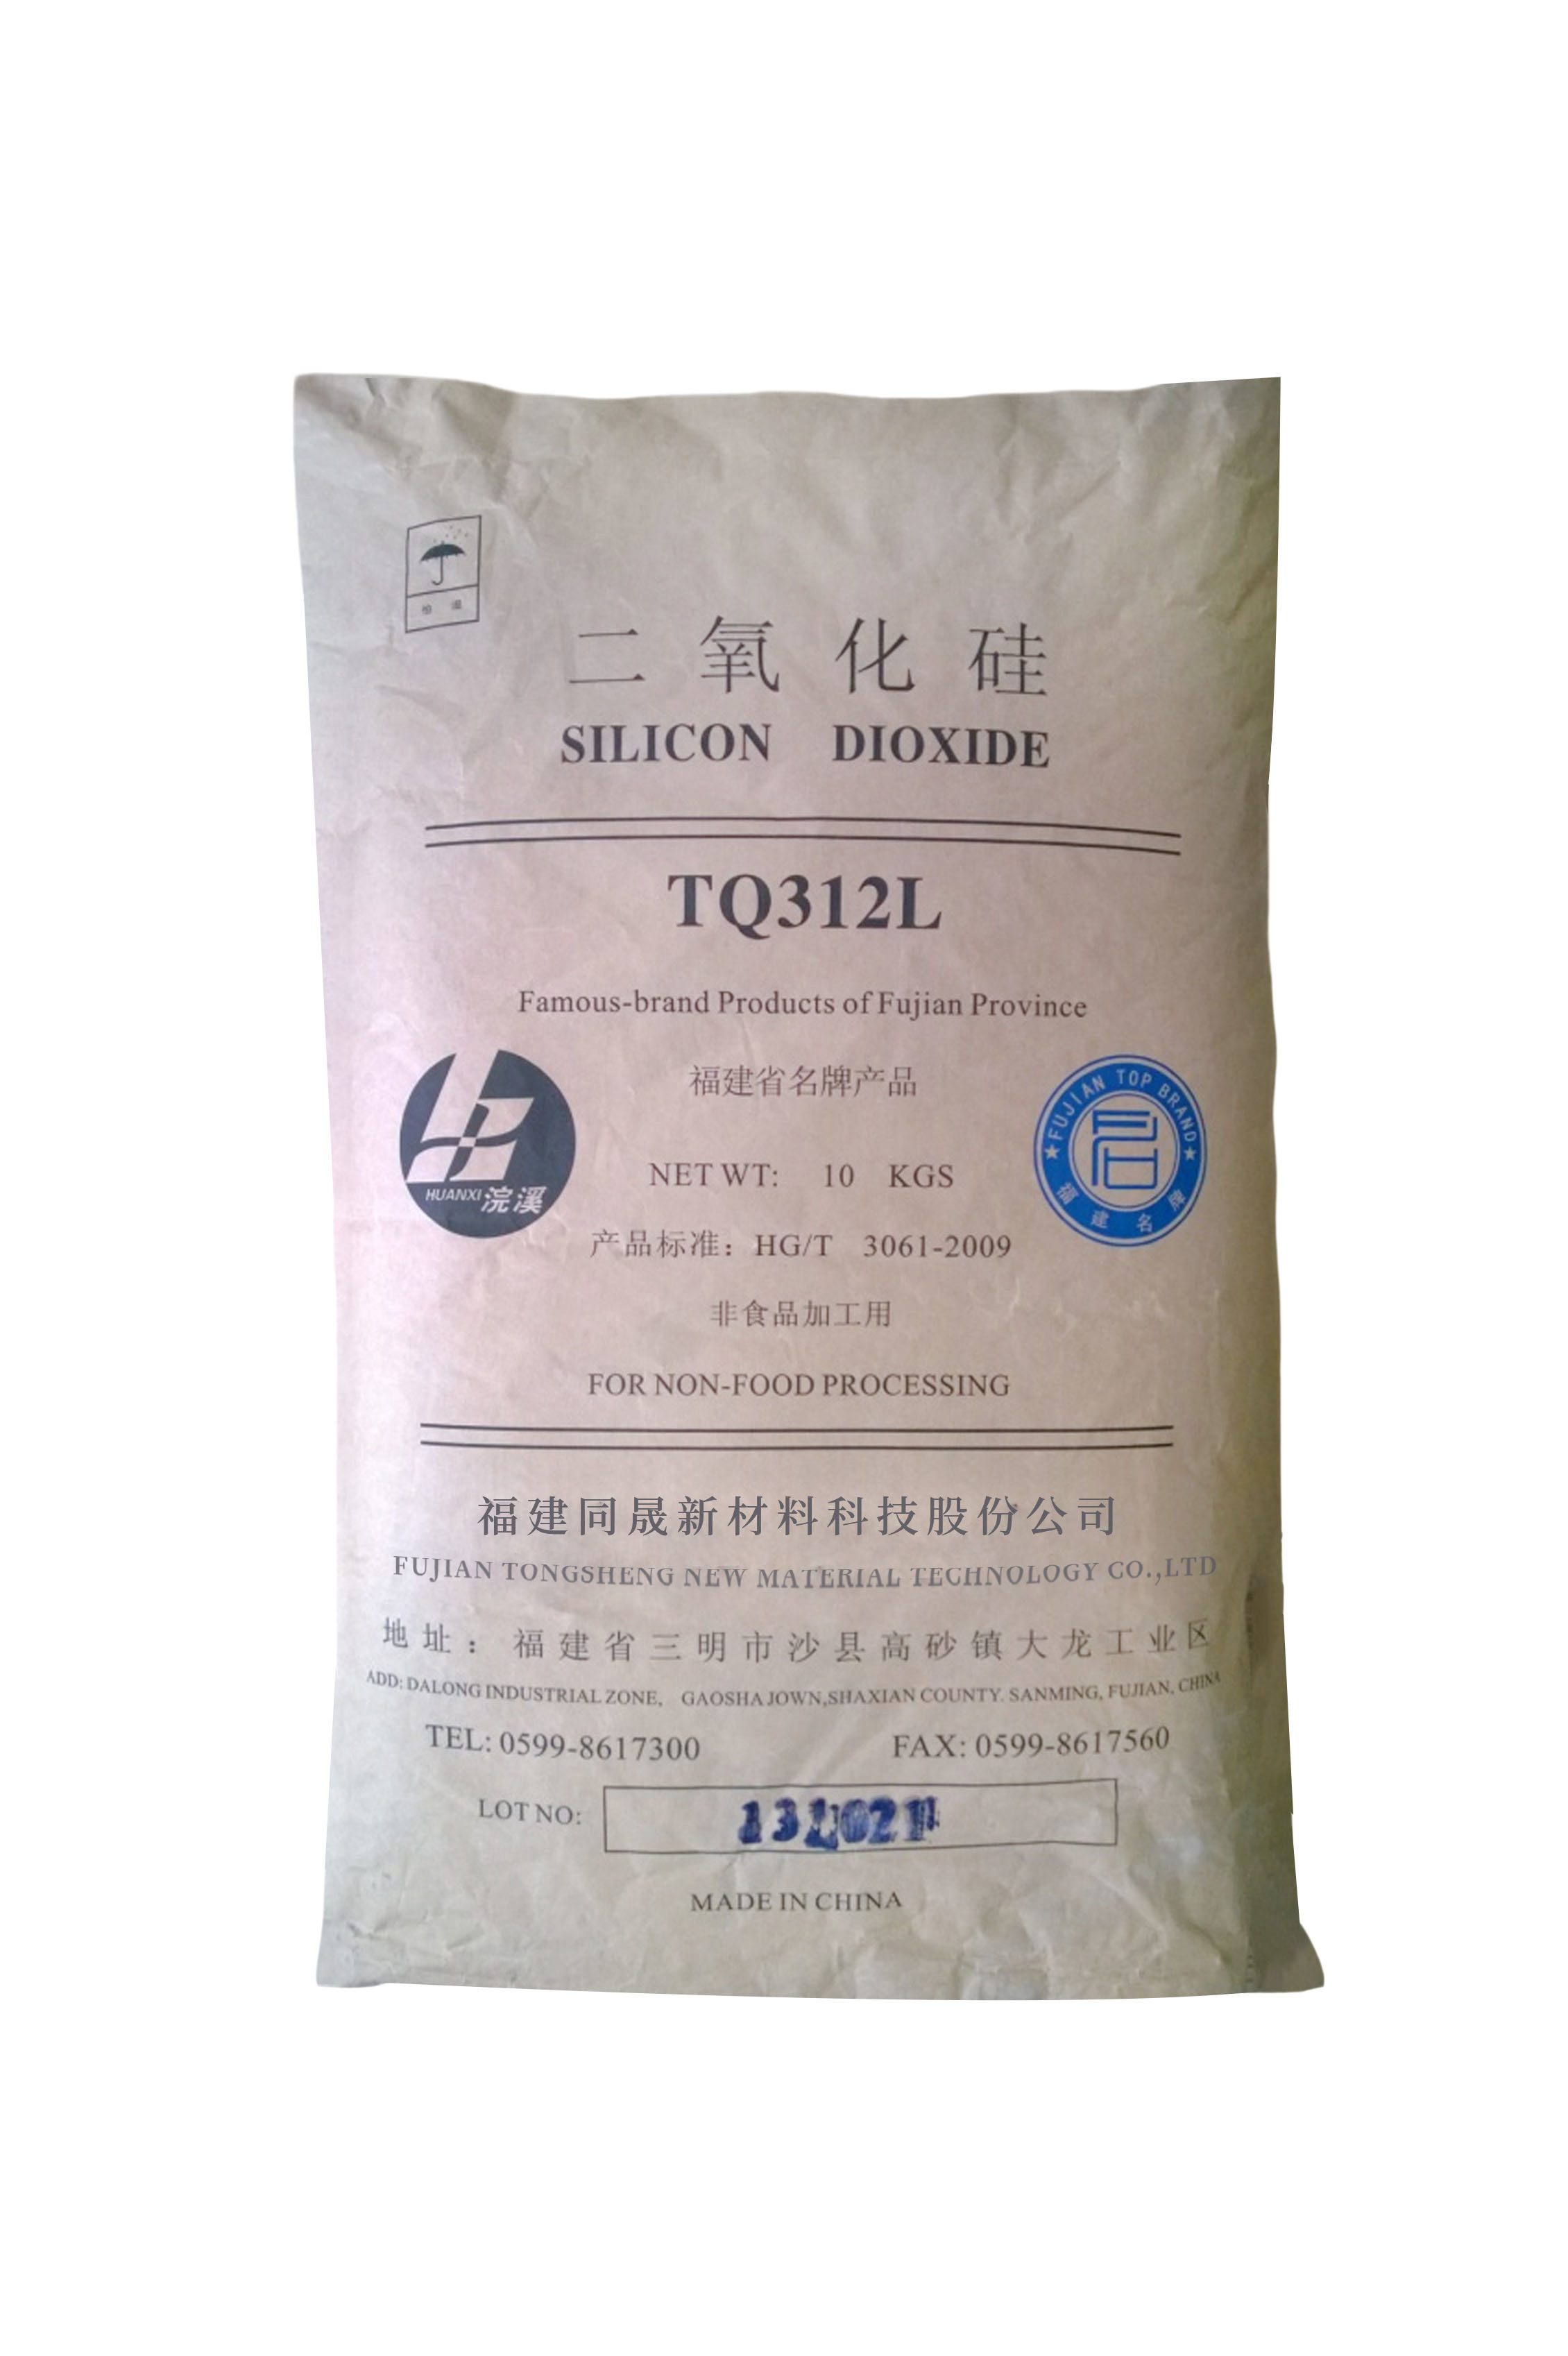 二氧化硅
SILICON DIOXIDE
TQ312L
Famous-brand Products of Fujian Province
福建省名牌产品
HUANXI 浣溪
FUJIAN TOP BRAND
福建名牌
NET WT: 10 KGS
产品标准：HG/T 3061-2009
非食品加工用
FOR NON-FOOD PROCESSING
福建同晟新材料科技股份公司
FUJIAN TONGSHENG NEW MATERIAL TECHNOLOGY CO.,LTD
地址：福建省三明市沙县高砂镇大龙工业区
ADD: DALONG INDUSTRIAL ZONE, GAOSHA JOWN,SHAXIAN COUNTY. SANMING, FUJIAN, CHINA
TEL: 0599-8617300 FAX: 0599-8617560
LOT NO:
MADE IN CHINA